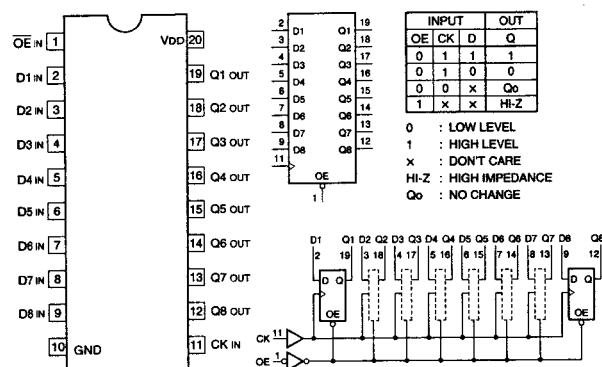 OE IN 1
D1 IN 2
D2 IN 3
D3 IN 4
D4 IN 5
D5 IN 6
D6 IN 7
D7 IN 8
D8 IN 9
10 GND
VDD 20
19 Q1 OUT
18 Q2 OUT
17 Q3 OUT
16 Q4 OUT
15 Q5 OUT
14 Q6 OUT
13 Q7 OUT
12 Q8 OUT
11 CK IN
2 D1 Q1 19
3 D2 Q2 18
4 D3 Q3 17
5 D4 Q4 16
6 D5 Q5 15
7 D6 Q6 14
8 D7 Q7 13
9 D8 Q8 12
11
OE
1
INPUT OUT
OE CK D Q
0 1 1 1
0 1 0 0
0 0 × Qo
1 × × HI-Z
0 : LOW LEVEL
1 : HIGH LEVEL
× : DON'T CARE
HI-Z : HIGH IMPEDANCE
Qo : NO CHANGE
D1 Q1 D2 Q2 D3 Q3 D4 Q4 D5 Q5 D6 Q6 D7 Q7 D8 Q8
2 19 3 18 4 17 5 16 6 15 7 14 8 13 9 12
D Q D Q
OE OE
CK 11
OE 1